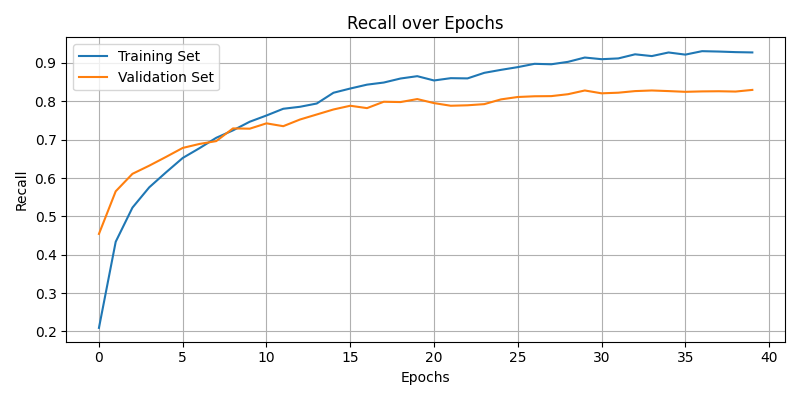 Recall over Epochs
Training Set
Validation Set
0.9
0.8
0.7
0.6
0.5
0.4
0.3
0.2
Recall
0 5 10 15 20 25 30 35 40
Epochs